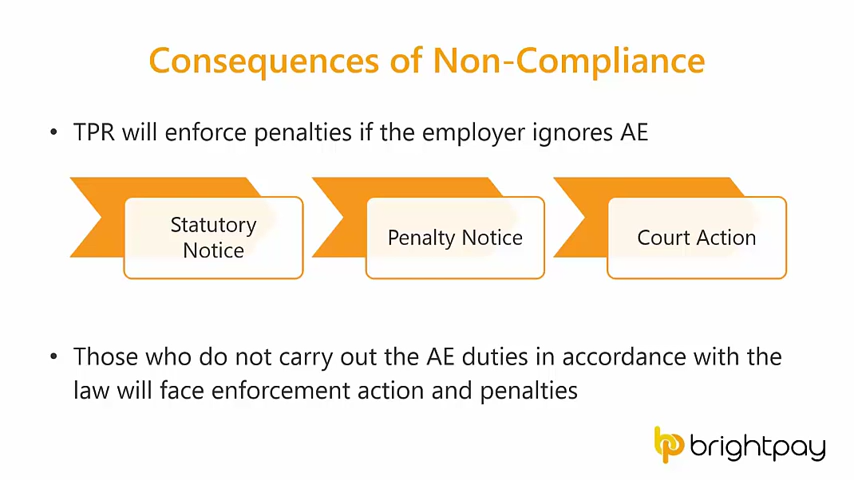 Consequences of Non-Compliance
• TPR will enforce penalties if the employer ignores AE
Statutory
Notice
Penalty Notice
Court Action
• Those who do not carry out the AE duties in accordance with the
law will face enforcement action and penalties
bp brightpay